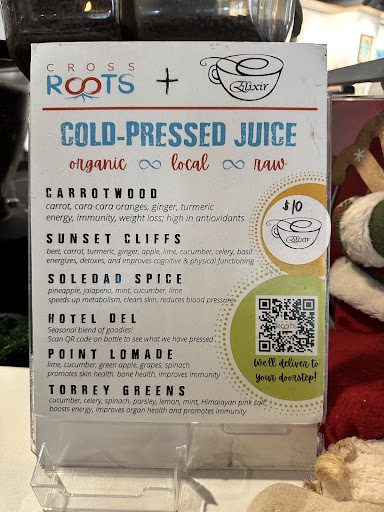 CROSS
ROOTS + Elixir
COLD-PRESSED JUICE
organic ∞ local ∞ raw
CARROTWOOD
carrot, cara-cara oranges, ginger, turmeric
energy, immunity, weight loss; high in antioxidants
$10
Elixir
SUNSET CLIFFS
beet, carrot, turmeric, ginger, apple, lime, cucumber, celery, basil
energizes, detoxes, and improves cognitive & physical functioning
SOLEDAD SPICE
pineapple, jalapeno, mint, cucumber, lime
speeds up metabolism, clears skin, reduces blood pressure
HOTEL DEL
Seasonal blend of goodies!
Scan QR code on bottle to see what we have pressed
POINT LOMADE
lime, cucumber, green apple, grapes, spinach
promotes skin health, bone health, improves immunity
We'll deliver to
your doorstep!
TORREY GREENS
cucumber, celery, spinach, parsley, lemon, mint, Himalayan pink salt
boosts energy, improves organ health and promotes immunity